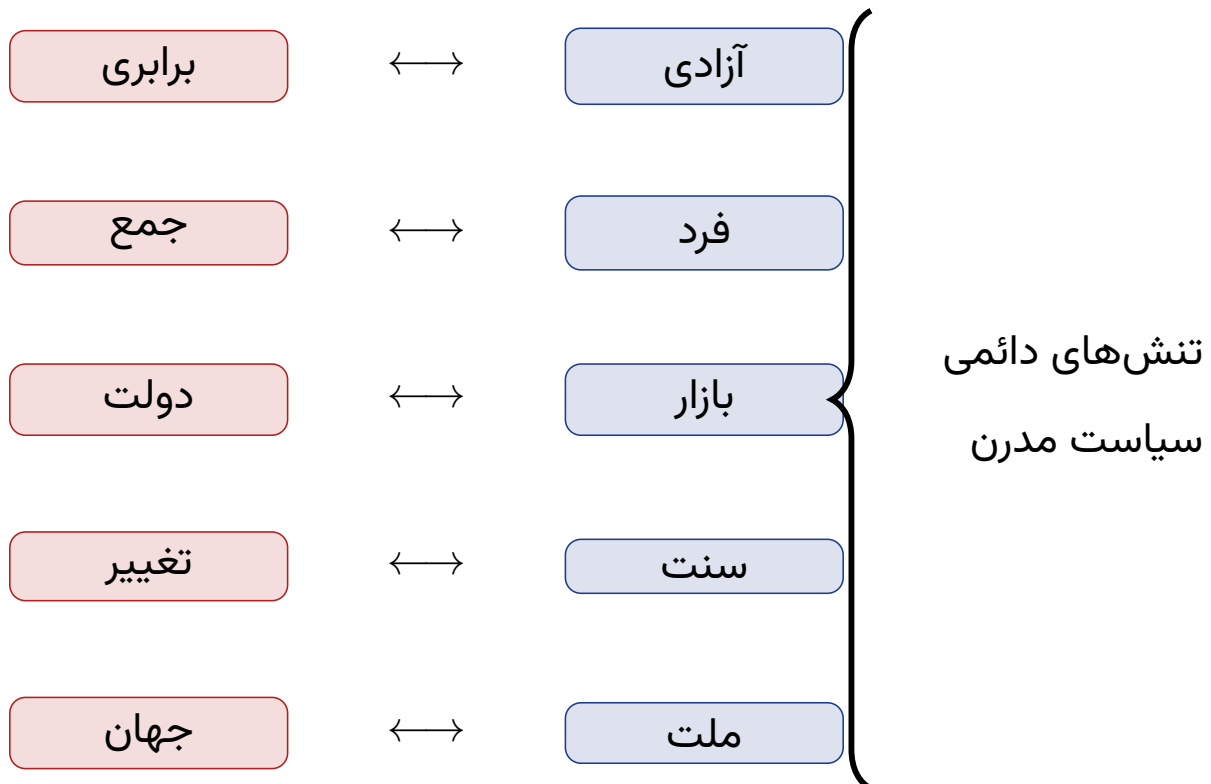 آزادی ⟷ برابری
فرد ⟷ جمع
تنش‌های دائمی
بازار ⟷ دولت
سیاست مدرن
سنت ⟷ تغییر
ملت ⟷ جهان